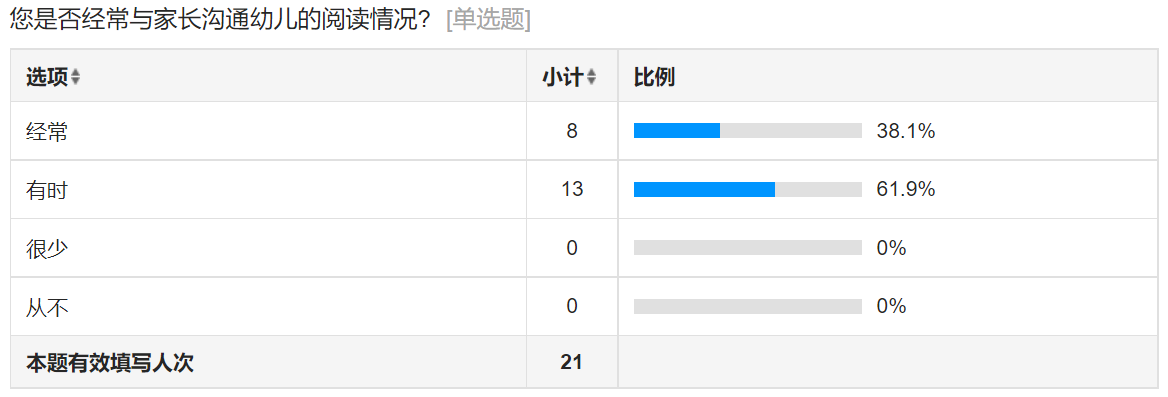 您是否经常与家长沟通幼儿的阅读情况? [单选题]
选项 小计 比例
经常 8 38.1%
有时 13 61.9%
很少 0 0%
从不 0 0%
本题有效填写人次 21